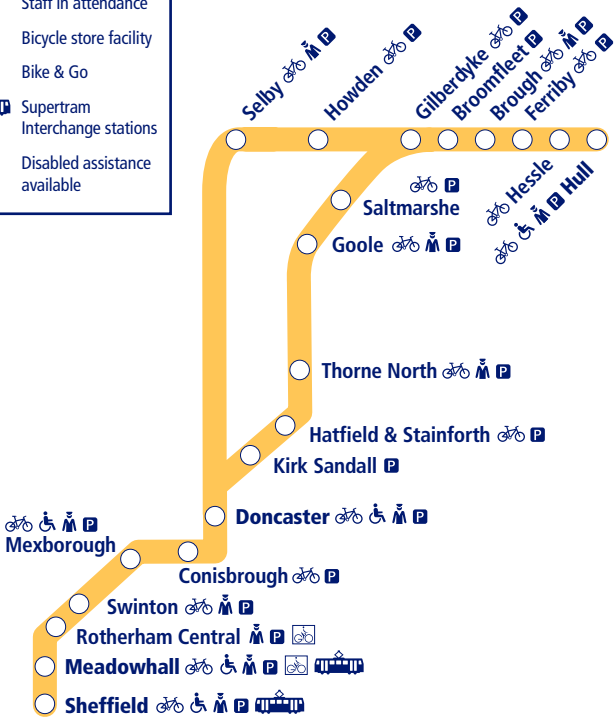 Staff in attendance
Bicycle store facility
Bike & Go
Supertram
Interchange stations
Disabled assistance
available
Selby P
Howden P
Gilberdyke P
Broomfleet P
Brough P
Ferriby P
Hessle
P Hull
P
Saltmarshe
Goole P
Thorne North P
Hatfield & Stainforth P
Kirk Sandall P
Doncaster P
P
Mexborough
Conisbrough P
Swinton P
Rotherham Central P
Meadowhall P
Sheffield P